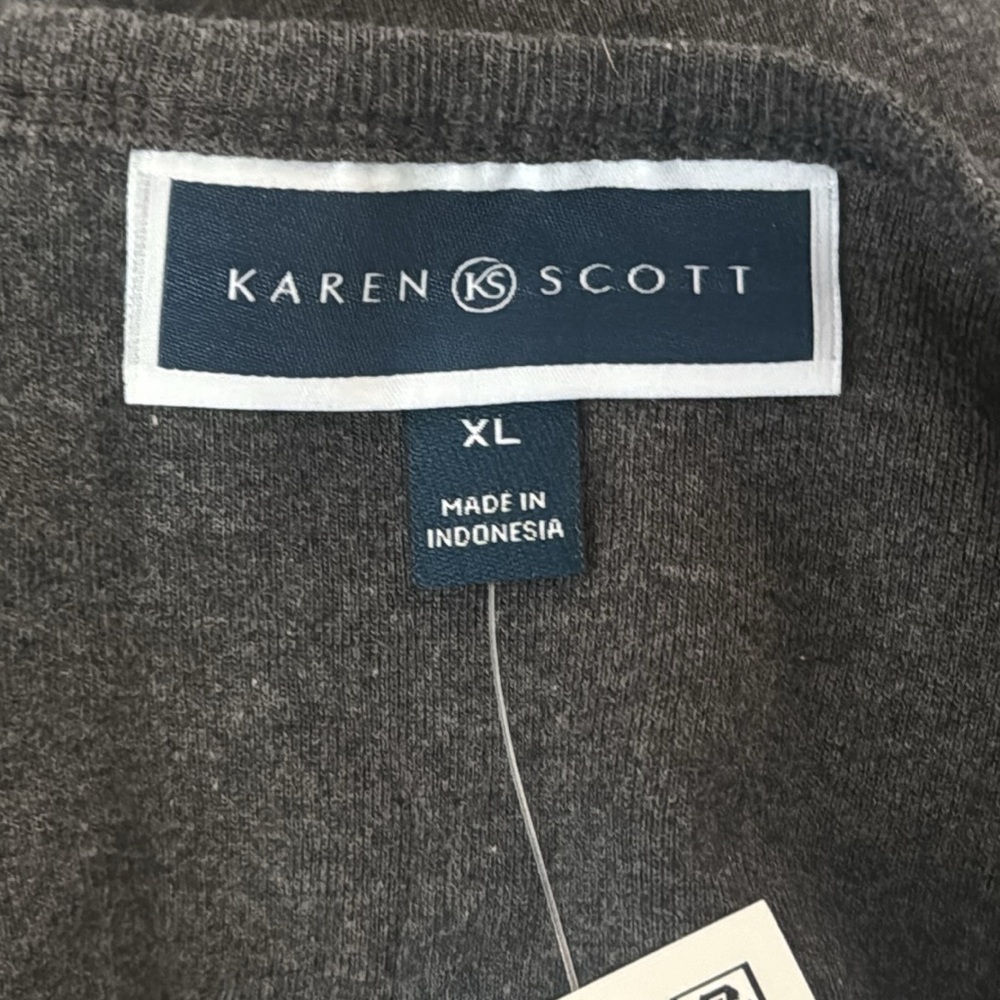 KAREN KS SCOTT
XL
MADE IN
INDONESIA